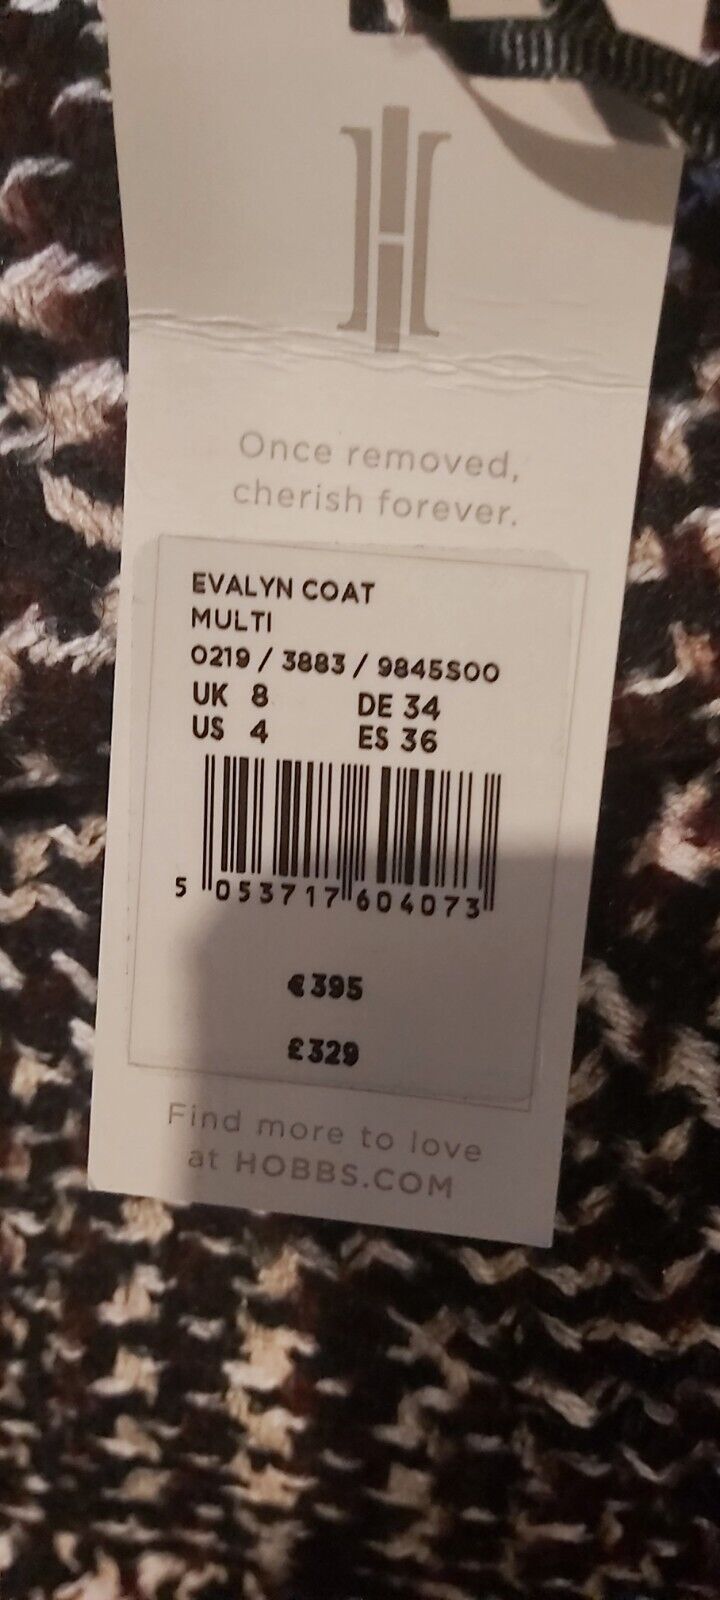 Once removed,
cherish forever.
EVALYN COAT
MULTI
0219 / 3883 / 9845S00
UK 8 DE 34
US 4 ES 36
5 053717 604073
€395
£329
Find more to love
at HOBBS.COM